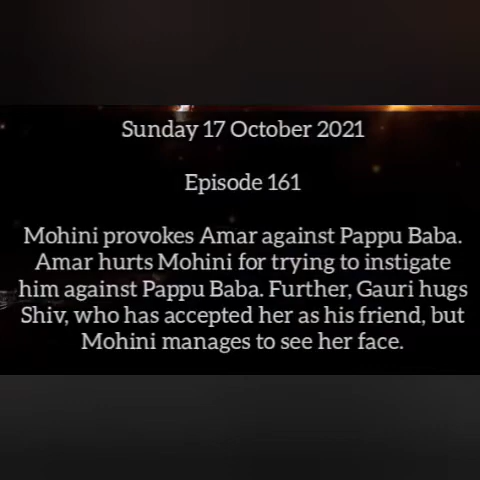 Sunday 17 October 2021
Episode 161
Mohini provokes Amar against Pappu Baba.
Amar hurts Mohini for trying to instigate
him against Pappu Baba. Further, Gauri hugs
Shiv, who has accepted her as his friend, but
Mohini manages to see her face.